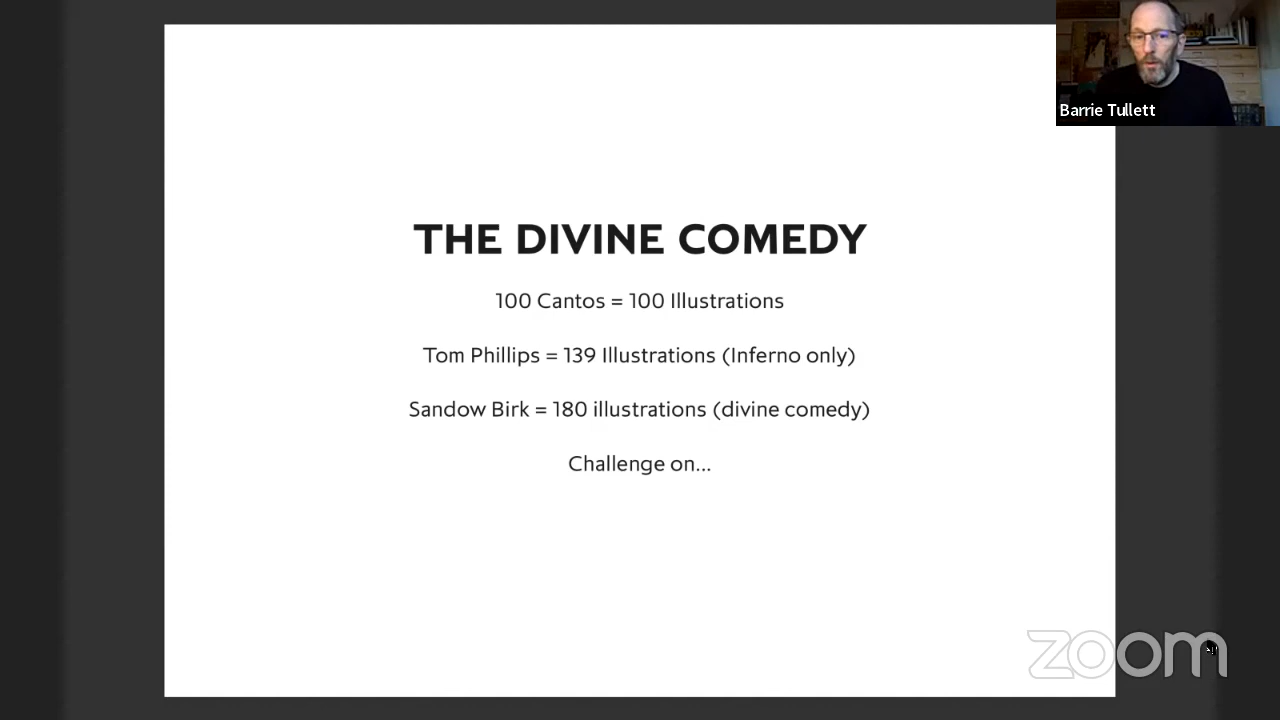 Barrie Tullett
THE DIVINE COMEDY
100 Cantos = 100 Illustrations
Tom Phillips = 139 Illustrations (Inferno only)
Sandow Birk = 180 illustrations (divine comedy)
Challenge on...
zoom